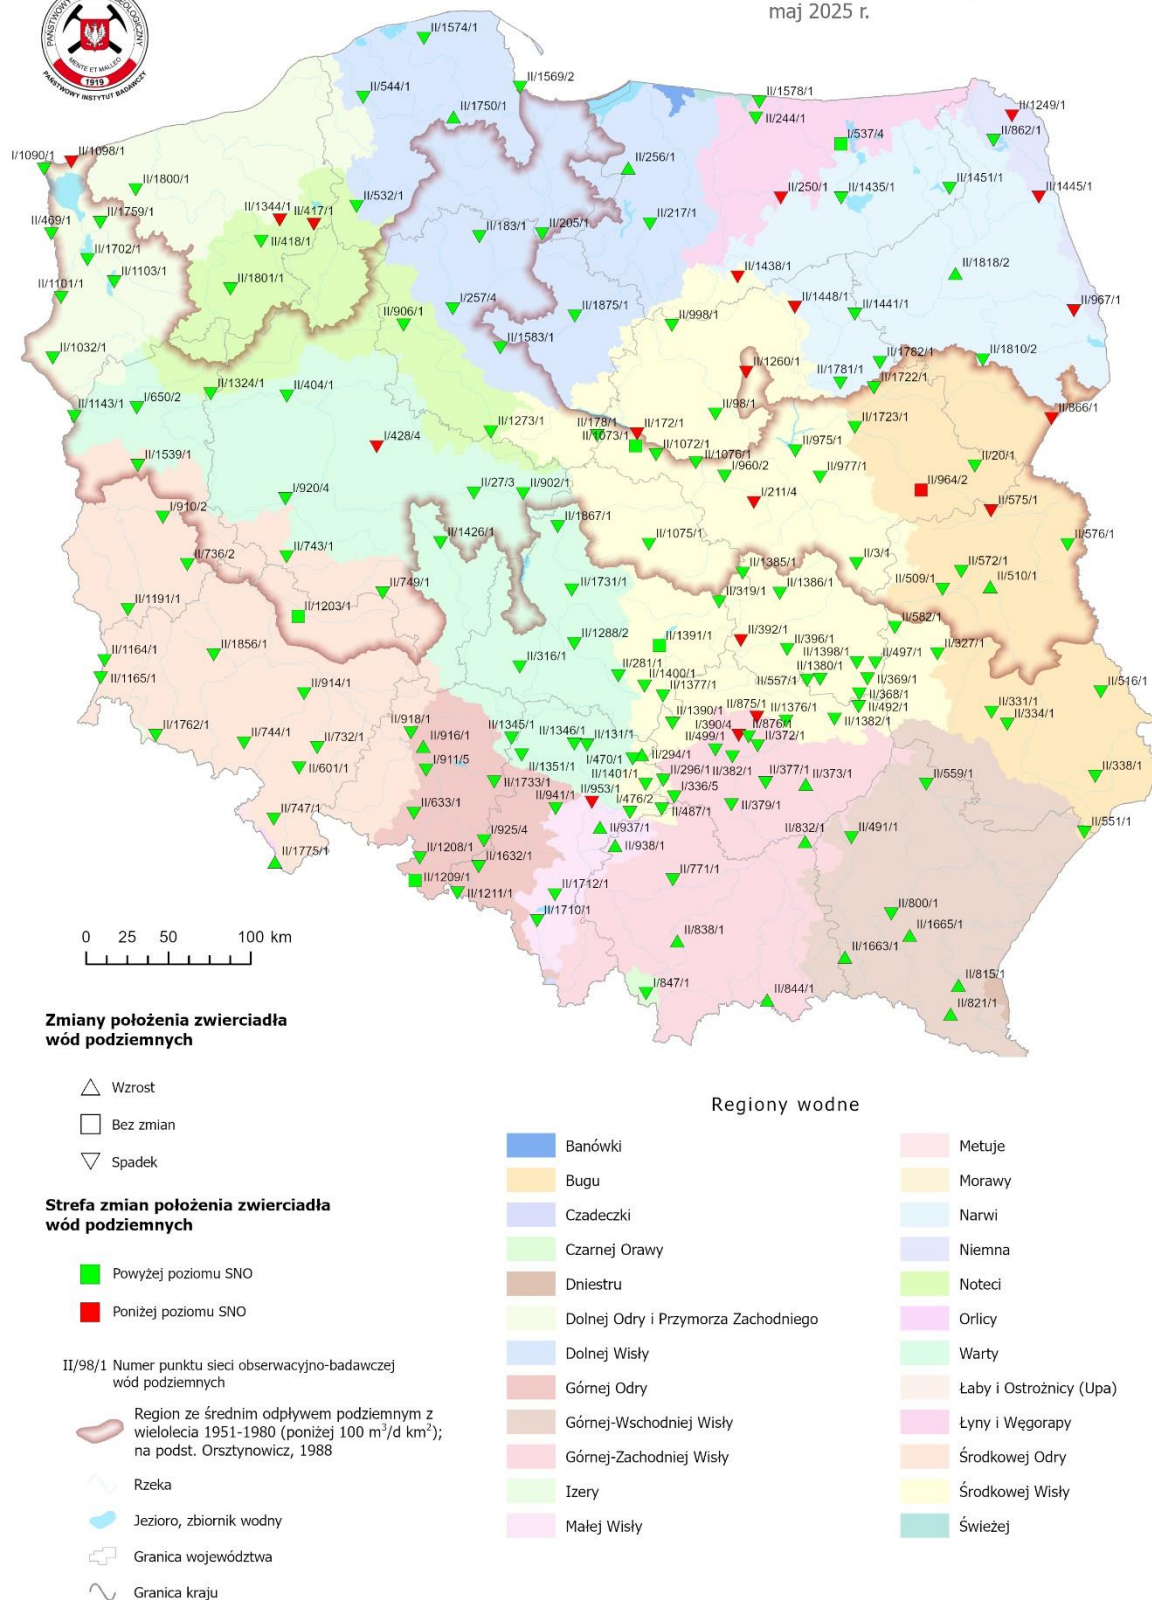 maj 2025 r.
PAŃSTWOWY INSTYTUT BADAWCZY
MENTE ET MALLEO
1919
II/1574/1
II/1569/2
II/544/1
II/1750/1
II/1578/1
II/244/1
II/1249/1
II/862/1
I/537/4
I/1090/1
II/1098/1
II/256/1
II/1800/1
II/250/1
II/1435/1
II/1451/1
II/1445/1
II/532/1
II/1344/1
II/417/1
II/469/1
II/1759/1
II/418/1
II/183/1
II/205/1
II/217/1
II/1702/1
II/1103/1
II/1801/1
II/1438/1
II/1818/2
II/1101/1
I/257/4
II/1875/1
II/1448/1
II/1441/1
II/967/1
II/906/1
II/998/1
II/1032/1
II/1583/1
II/1260/1
II/1782/1
II/1810/2
II/1781/1
II/1722/1
II/1324/1
II/404/1
II/650/2
II/1143/1
II/98/1
II/866/1
II/1273/1
II/178/1
II/172/1
II/1723/1
I/428/4
II/1073/1
II/1072/1
II/1076/1
II/975/1
II/1539/1
I/960/2
II/977/1
II/20/1
I/920/4
II/27/3
II/902/1
I/211/4
II/964/2
II/575/1
I/910/2
II/1867/1
II/1426/1
II/1075/1
II/576/1
II/736/2
II/743/1
II/3/1
II/1385/1
II/572/1
II/749/1
II/1731/1
II/1386/1
II/509/1
II/510/1
II/1191/1
II/1203/1
II/319/1
II/582/1
II/1856/1
II/1288/2
II/1391/1
II/392/1
II/396/1
II/327/1
II/1164/1
II/316/1
II/281/1
II/1398/1
II/497/1
II/1165/1
II/1400/1
II/1380/1
II/557/1
II/369/1
II/914/1
II/1377/1
II/368/1
II/516/1
II/492/1
II/331/1
II/1390/1
II/875/1
II/1376/1
II/1382/1
II/334/1
II/1762/1
II/744/1
II/732/1
II/918/1
II/916/1
II/1345/1
II/1346/1
II/131/1
I/390/4
II/876/1
II/499/1
II/372/1
II/601/1
II/911/5
II/1351/1
I/470/1
II/294/1
II/382/1
II/338/1
II/1733/1
II/1401/1
II/296/1
II/377/1
II/373/1
II/559/1
II/747/1
II/633/1
II/941/1
II/953/1
I/476/2
II/336/5
II/487/1
II/379/1
II/551/1
I/925/4
II/937/1
II/832/1
II/491/1
II/1775/1
II/1208/1
II/1632/1
II/938/1
II/1209/1
II/1211/1
II/771/1
II/1712/1
II/1710/1
II/800/1
II/838/1
II/1665/1
II/1663/1
I/847/1
II/844/1
II/815/1
II/821/1
0 25 50 100 km
Zmiany położenia zwierciadła
wód podziemnych
Wzrost
Bez zmian
Spadek
Strefa zmian położenia zwierciadła
wód podziemnych
Powyżej poziomu SNO
Poniżej poziomu SNO
II/98/1 Numer punktu sieci obserwacyjno-badawczej
wód podziemnych
Region ze średnim odpływem podziemnym z
wielolecia 1951-1980 (poniżej 100 m³/d km²);
na podst. Orsztynowicz, 1988
Rzeka
Jezioro, zbiornik wodny
Granica województwa
Granica kraju
Regiony wodne
Banówki
Bugu
Czadeczki
Czarnej Orawy
Dniestru
Dolnej Odry i Przymorza Zachodniego
Dolnej Wisły
Górnej Odry
Górnej-Wschodniej Wisły
Górnej-Zachodniej Wisły
Izery
Małej Wisły
Metuje
Morawy
Narwi
Niemna
Noteci
Orlicy
Warty
Łaby i Ostrożnicy (Upa)
Łyny i Węgorapy
Środkowej Odry
Środkowej Wisły
Świeżej